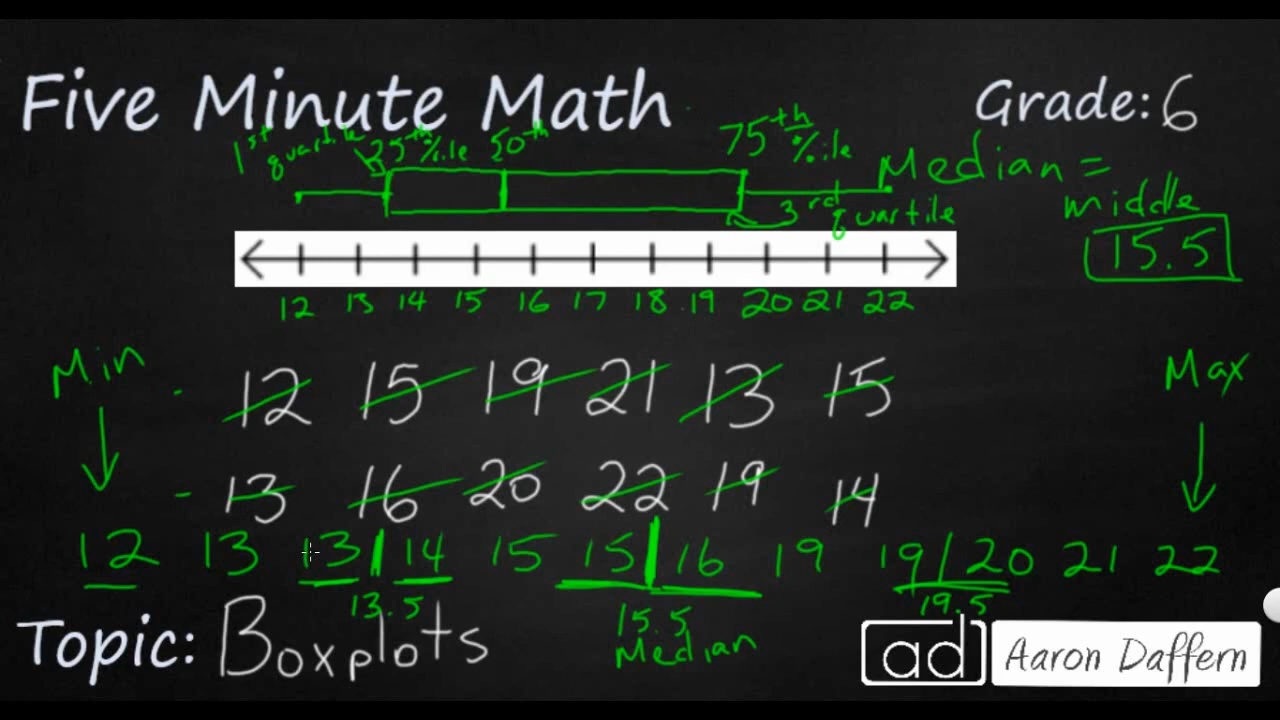 Five Minute Math
Grade: 6
1st quartile
25th %ile
50th
75th %ile
3rd quartile
Median =
middle
15.5
12 13 14 15 16 17 18 19 20 21 22
Min
Max
12 15 19 21 13 15
13 16 20 22 19 14
12 13 13 | 14 15 15 | 16 19 19 / 20 21 22
13.5
15.5
Median
19.5
Topic: Boxplots
ad
Aaron Daffern